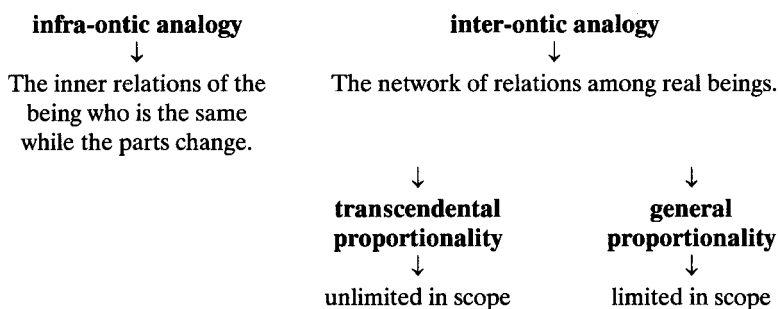 infra-ontic analogy
↓
The inner relations of the
being who is the same
while the parts change.
inter-ontic analogy
↓
The network of relations among real beings.
↓
transcendental
proportionality
↓
unlimited in scope
↓
general
proportionality
↓
limited in scope